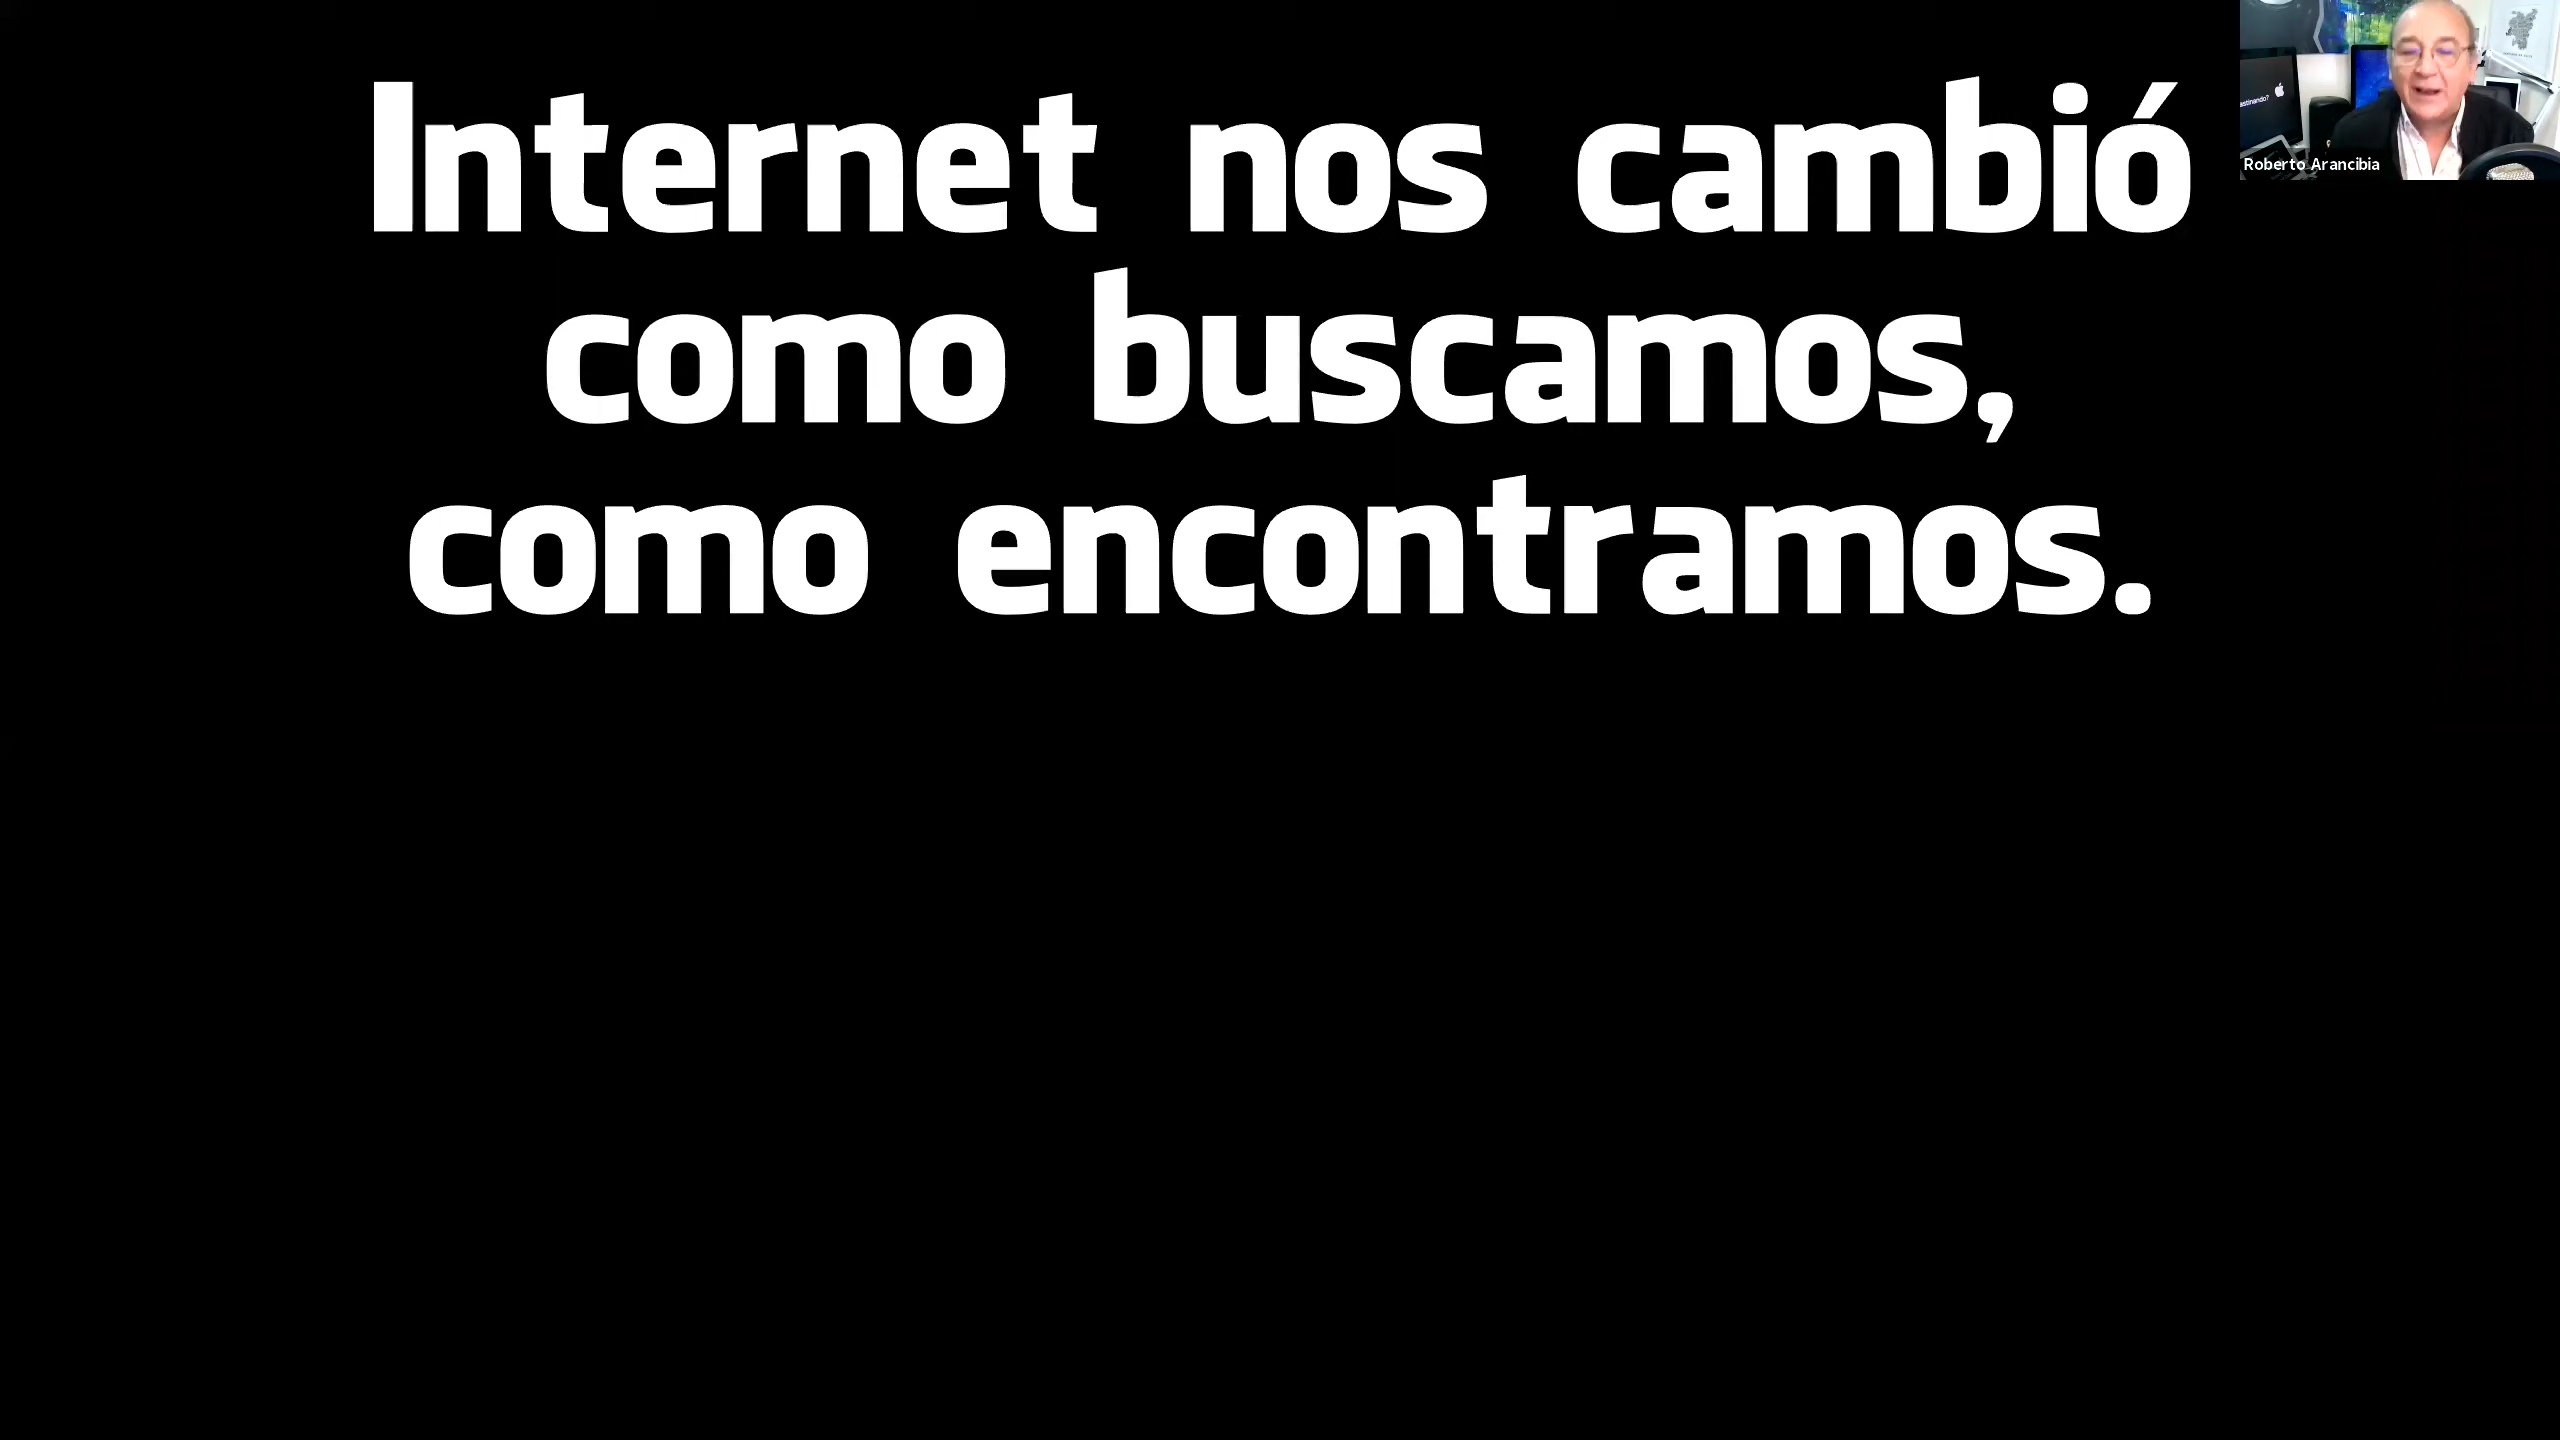 Internet nos cambió
como buscamos,
como encontramos.
Roberto Arancibia